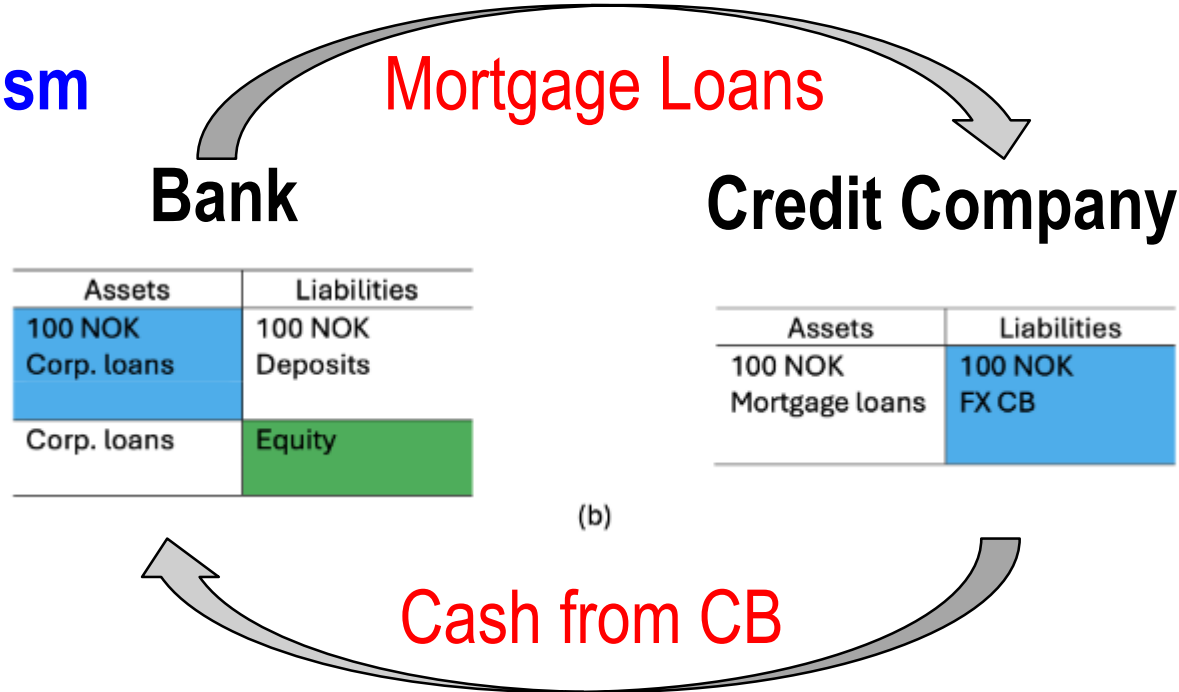 sm
Mortgage Loans
Bank
Credit Company
Assets Liabilities
100 NOK 100 NOK
Corp. loans Deposits
Corp. loans Equity
Assets Liabilities
100 NOK 100 NOK
Mortgage loans FX CB
(b)
Cash from CB